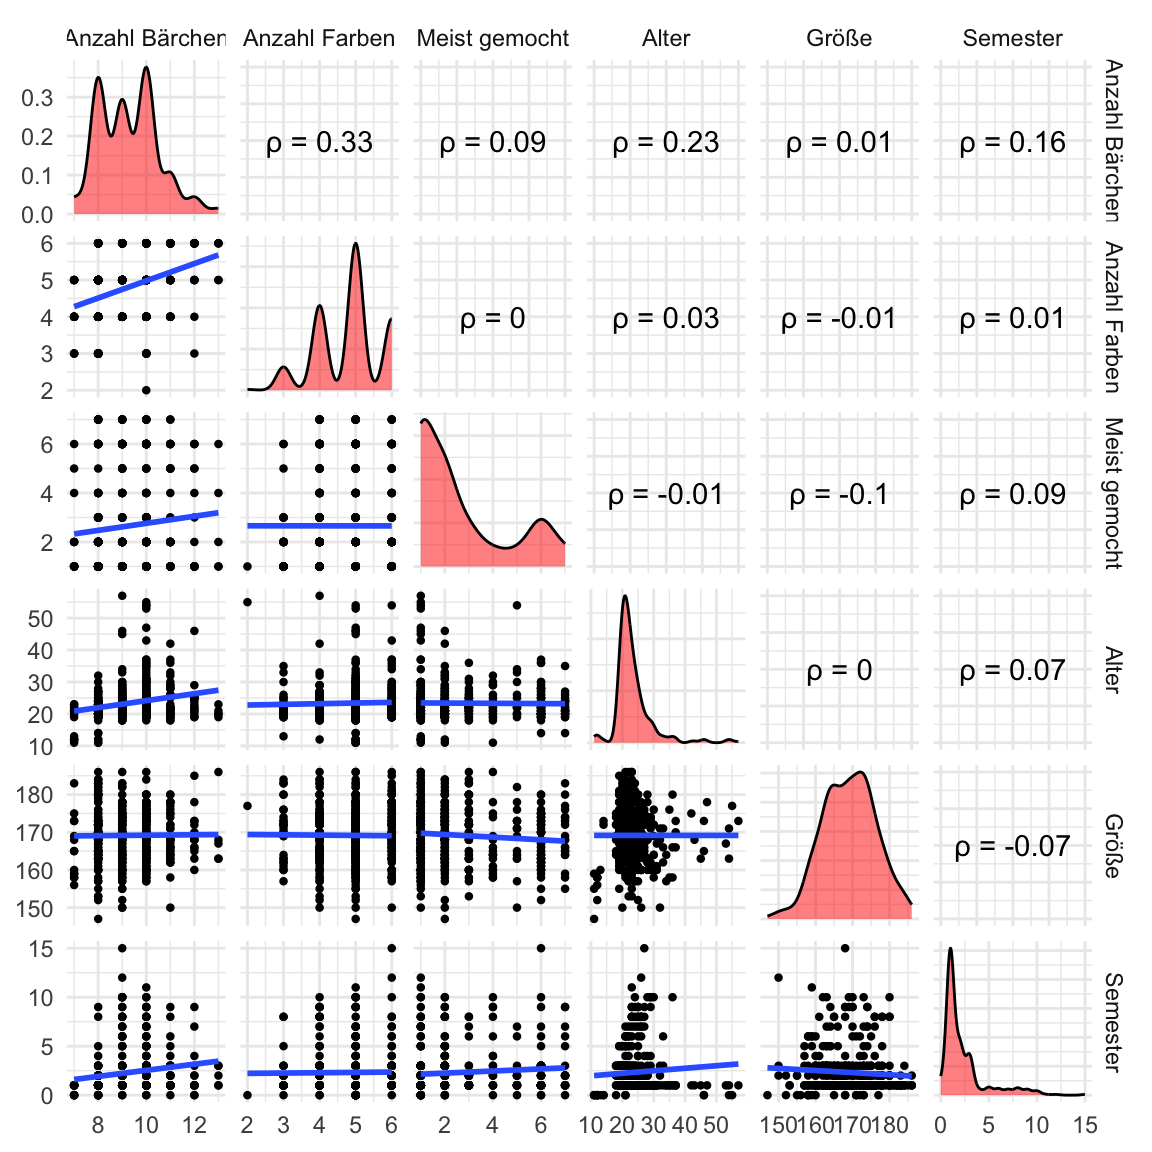 Anzahl Bärchen Anzahl Farben Meist gemocht Alter Größe Semester
0.3
0.2
0.1
0.0
ρ = 0.33 ρ = 0.09 ρ = 0.23 ρ = 0.01 ρ = 0.16
Anzahl Bärchen
6
5
4
3
2
ρ = 0 ρ = 0.03 ρ = -0.01 ρ = 0.01
Anzahl Farben
6
4
2
ρ = -0.01 ρ = -0.1 ρ = 0.09
Meist gemocht
50
40
30
20
10
ρ = 0 ρ = 0.07
Alter
180
170
160
150
ρ = -0.07
Größe
15
10
5
0
Semester
8 10 12 2 3 4 5 6 2 4 6 10 20 30 40 50 150 160 170 180 0 5 10 15